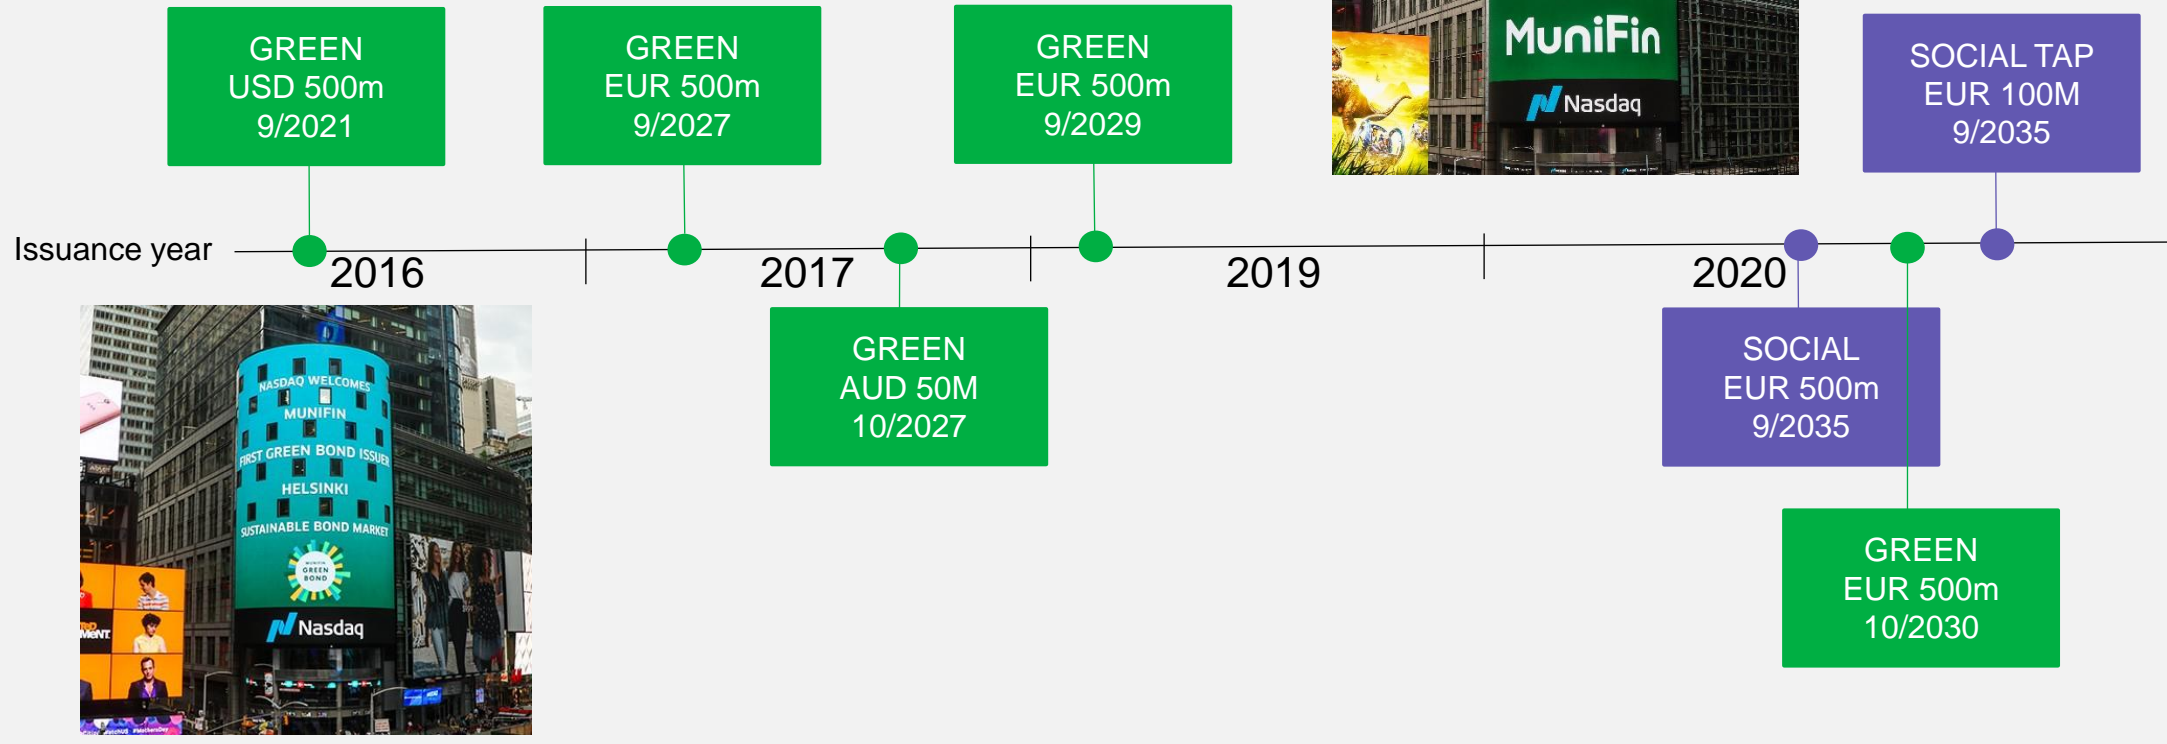 GREEN
USD 500m
9/2021
GREEN
EUR 500m
9/2027
GREEN
EUR 500m
9/2029
MuniFin
Nasdaq
SOCIAL TAP
EUR 100M
9/2035
Issuance year
2016
2017
2019
2020
GREEN
AUD 50M
10/2027
SOCIAL
EUR 500m
9/2035
GREEN
EUR 500m
10/2030
NASDAQ WELCOMES
MUNIFIN
FIRST GREEN BOND ISSUER
HELSINKI
SUSTAINABLE BOND MARKET
MUNIFIN
GREEN
BOND
Nasdaq